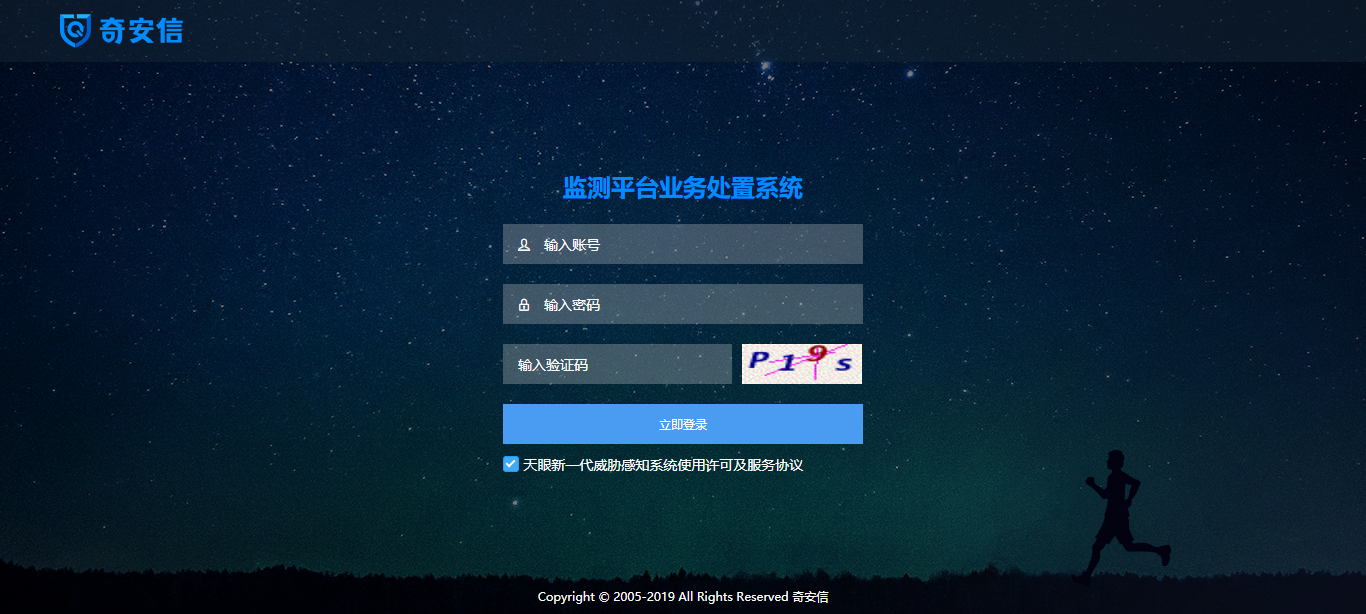 奇安信
监测平台业务处置系统
输入账号
输入密码
输入验证码
P19s
立即登录
天眼新一代威胁感知系统使用许可及服务协议
Copyright © 2005-2019 All Rights Reserved 奇安信